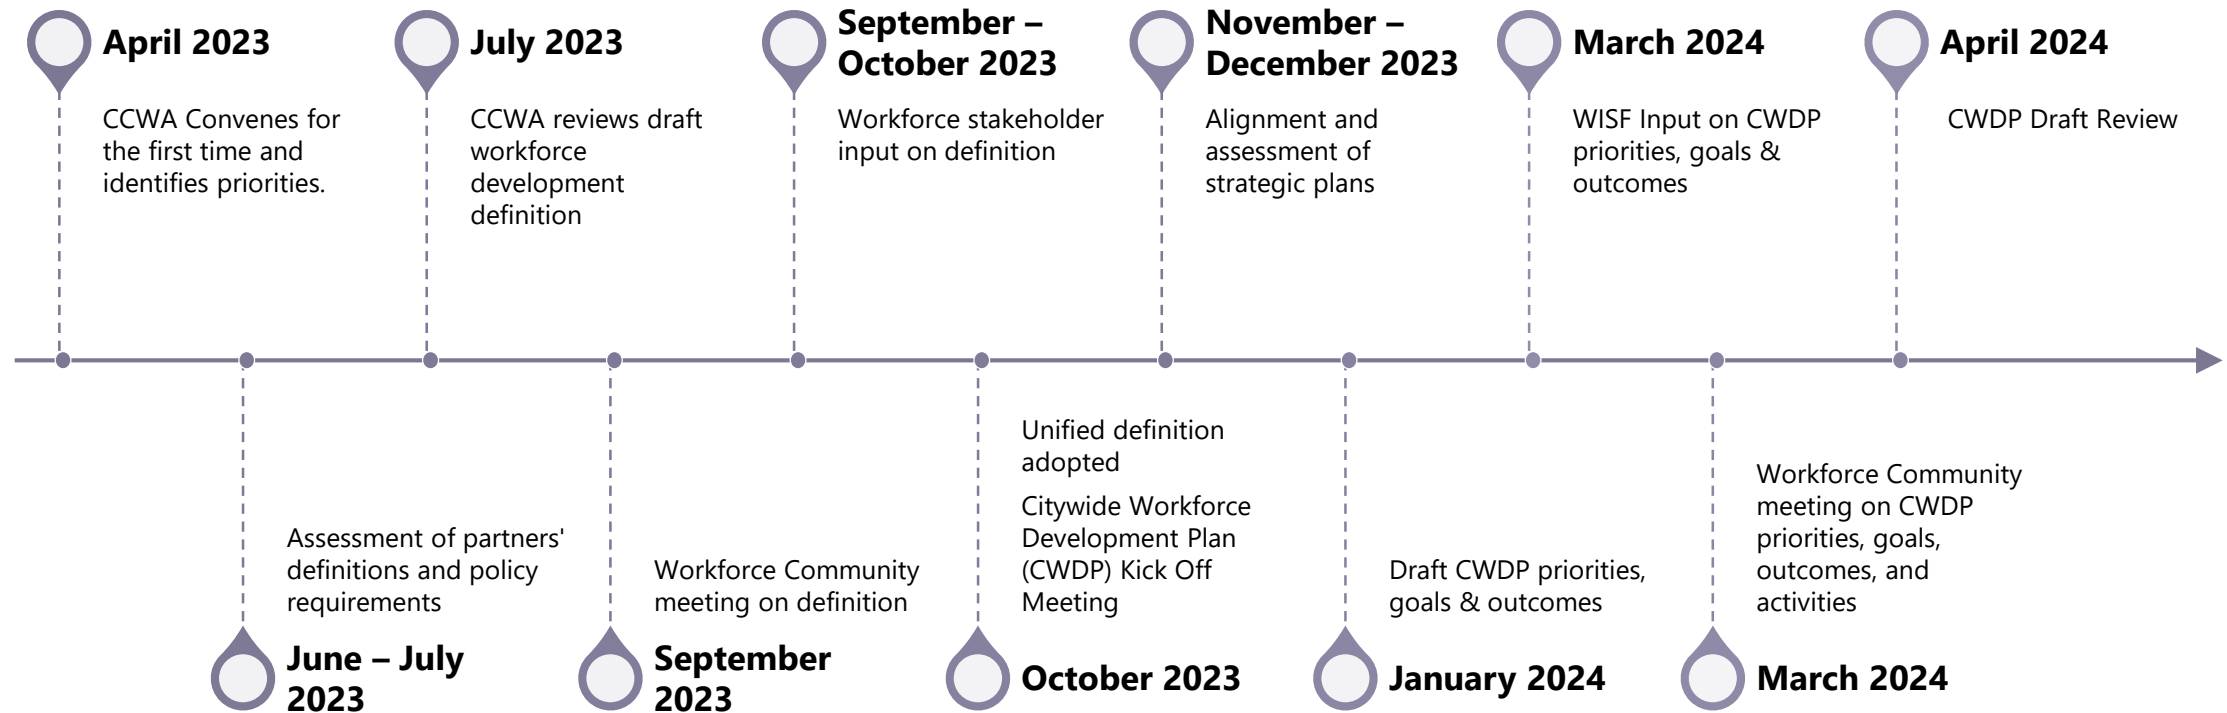 April 2023
CCWA Convenes for
the first time and
identifies priorities.
July 2023
CCWA reviews draft
workforce
development
definition
September –
October 2023
Workforce stakeholder
input on definition
November –
December 2023
Alignment and
assessment of
strategic plans
March 2024
WISF Input on CWDP
priorities, goals &
outcomes
April 2024
CWDP Draft Review
Assessment of partners'
definitions and policy
requirements
June – July
2023
Workforce Community
meeting on definition
September
2023
Unified definition
adopted
Citywide Workforce
Development Plan
(CWDP) Kick Off
Meeting
October 2023
Draft CWDP priorities,
goals & outcomes
January 2024
Workforce Community
meeting on CWDP
priorities, goals,
outcomes, and
activities
March 2024